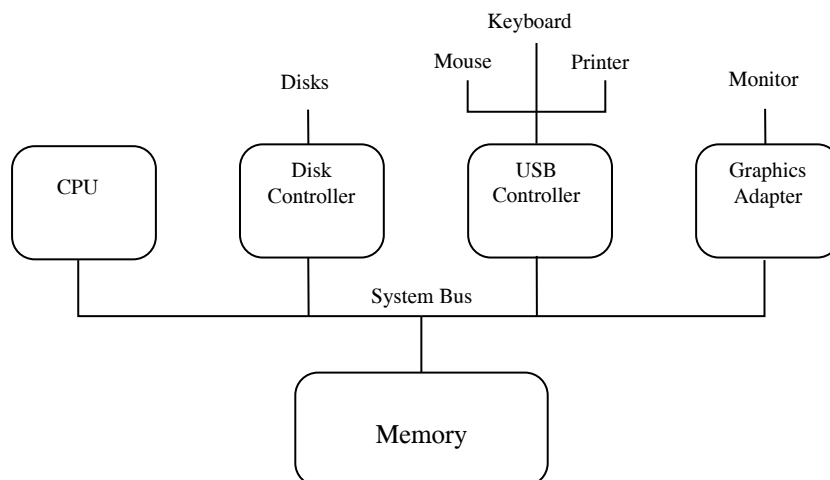 Keyboard
Mouse
Printer
Disks
Monitor
CPU
Disk
Controller
USB
Controller
Graphics
Adapter
System Bus
Memory